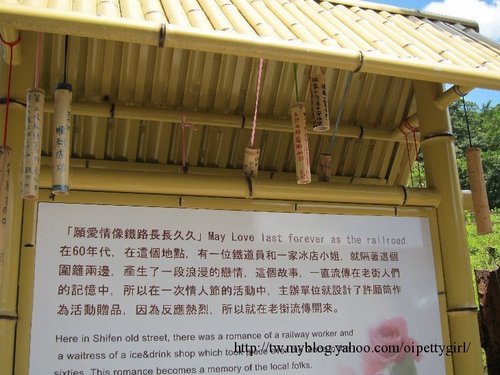 「願愛情像鐵路長長久久」May Love last forever as the railroad.
在60年代，在這個地點，有一位鐵道員和一家冰店小姐，就隔著這個
圍籬兩邊，產生了一段浪漫的戀情，這個故事，一直流傳在老街人們
的記憶中，所以在一次情人節的活動中，主辦單位就設計了許願筒作
為活動贈品，因為反應熱烈，所以就在老街流傳開來。
Here in Shifen old street, there was a romance of a railway worker and
a waitress of a ice&drink shop which took place
sixties. This romance becomes a memory of the local folks.
http://tw.myblog.yahoo.com/oipettygirl/